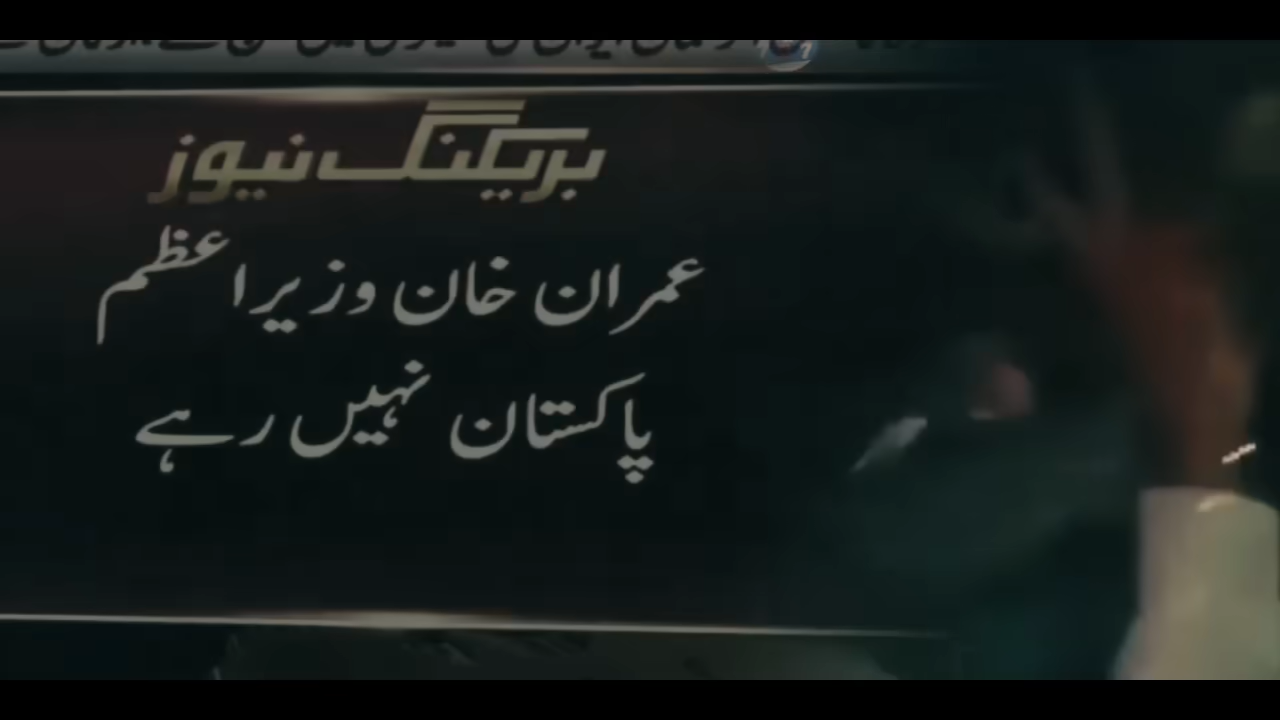 بریکنگ نیوز
عمران خان وزیراعظم
پاکستان نہیں رہے